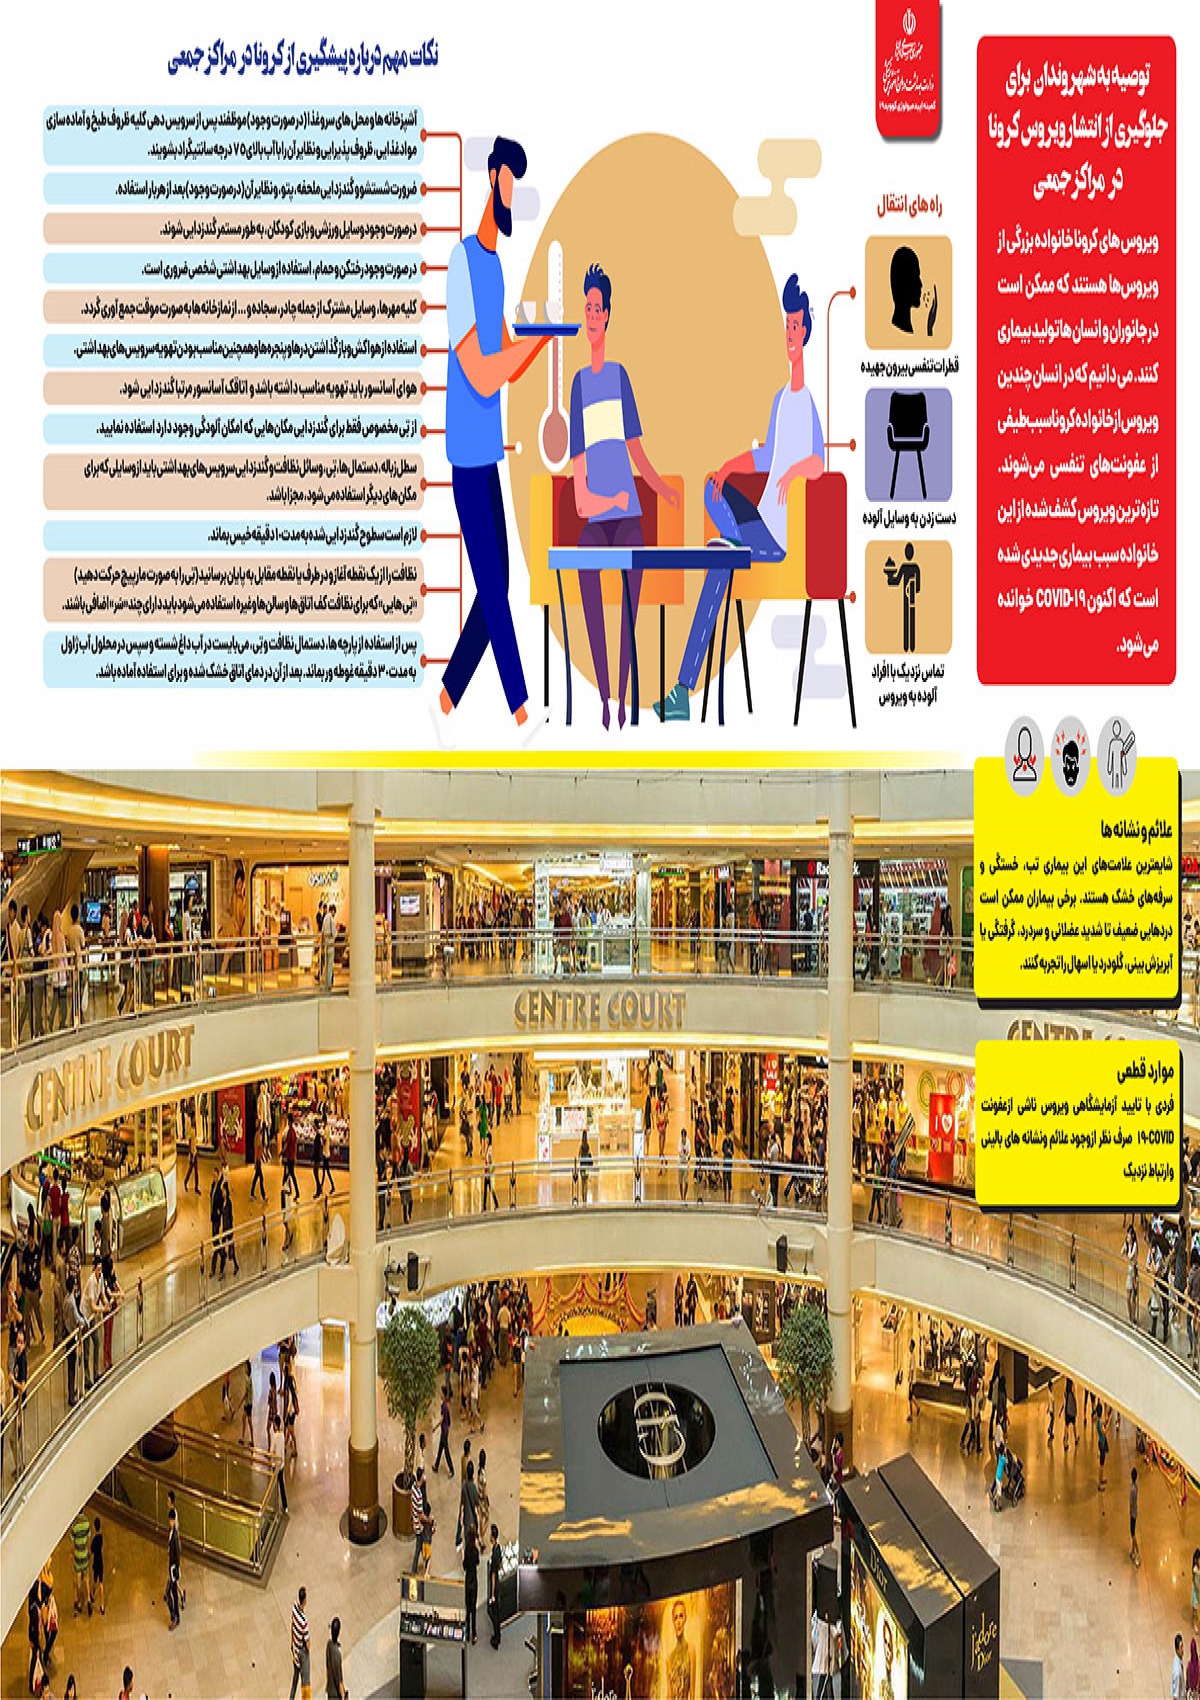 توصیه به شهروندان برای
جلوگیری از انتشار ویروس کرونا
در مراکز جمعی
ویروس های کرونا خانواده بزرگی از
ویروس‌ها هستند که ممکن است
در جانوران و انسان ها تولید بیماری
کنند. می دانیم که در انسان چندین
ویروس از خانواده کرونا سبب طیفی
از عفونت‌های تنفسی می‌شوند.
تازه ترین ویروس کشف شده از این
خانواده سبب بیماری جدیدی شده
است که اکنون COVID-۱۹ خوانده
می‌شود.
کمیته اپیدمیولوژی کووید ۱۹
راه های انتقال
قطرات تنفسی بیرون جهیده
دست زدن به وسایل آلوده
تماس نزدیک با افراد
آلوده به ویروس
نکات مهم درباره پیشگیری از کرونا در مراکز جمعی
آشپزخانه ها و محل های سرو غذا (در صورت وجود) موظفند پس از سرویس دهی کلیه ظروف طبخ و آماده سازی
مواد غذایی، ظروف پذیرایی و نظایر آن را با آب بالای ۷۵ درجه سانتیگراد بشویند.
ضرورت شستشو و گندزدایی ملحفه، پتو، و نظایر آن (در صورت وجود) بعد از هر بار استفاده.
در صورت وجود وسایل ورزشی و بازی کودکان، به طور مستمر گندزدایی شوند.
در صورت وجود رختکن و حمام، استفاده از وسایل بهداشتی شخصی ضروری است.
کلیه مهرها، وسایل مشترک از جمله چادر، سجاده و ... از نمازخانه ها به صورت موقت جمع آوری گردد.
استفاده از هواکش و باز گذاشتن درها و پنجره ها و همچنین مناسب بودن تهویه سرویس های بهداشتی.
هوای آسانسور باید تهویه مناسب داشته باشد و اتاقک آسانسور مرتبا گندزدایی شود.
از تِی مخصوص فقط برای گندزدایی مکان‌هایی که امکان آلودگی وجود دارد استفاده نمایید.
سطل زباله، دستمال ها، تِی، وسائل نظافت و گندزدایی سرویس های بهداشتی باید از وسایلی که برای
مکان های دیگر استفاده می شود، مجزا باشد.
لازم است سطوح گندزدایی شده به مدت ۱۰ دقیقه خیس بماند.
نظافت را از یک نقطه آغاز و در طرف یا نقطه مقابل به پایان برسانید (تِی را به صورت مارپیچ حرکت دهید)
«تِی هایی» که برای نظافت کف اتاق ها و سالن ها و غیره استفاده می شود باید دارای چند «سَرِ» اضافی باشند.
پس از استفاده از پارچه ها، دستمال نظافت و تِی، می بایست در آب داغ شسته و سپس در محلول آب ژاول
به مدت ۳۰ دقیقه غوطه ور بماند. بعد از آن در دمای اتاق خشک شده و برای استفاده آماده باشد.
علائم و نشانه ها
شایعترین علامت‌های این بیماری تب، خستگی و
سرفه‌های خشک هستند. برخی بیماران ممکن است
دردهایی ضعیف تا شدید عضلانی و سردرد، گرفتگی یا
آبریزش بینی، گلودرد یا اسهال را تجربه کنند.
موارد قطعی
فردی با تایید آزمایشگاهی ویروس ناشی ازعفونت
۱۹-COVID صرف نظر ازوجود علائم ونشانه های بالینی
وارتباط نزدیک
CENTRE COURT
CENTRE COURT
j'adore
Dior
DIOR
j'adore